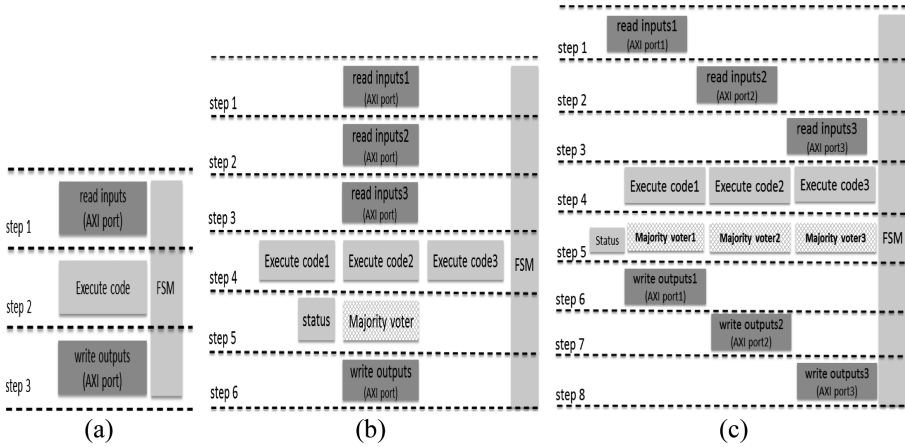 step 1
read inputs
(AXI port)
step 2
Execute code
FSM
step 3
write outputs
(AXI port)
(a)
step 1
read inputs1
(AXI port)
step 2
read inputs2
(AXI port)
step 3
read inputs3
(AXI port)
step 4
Execute code1
Execute code2
Execute code3
FSM
step 5
status
Majority voter
step 6
write outputs
(AXI port)
(b)
step 1
read inputs1
(AXI port1)
step 2
read inputs2
(AXI port2)
step 3
read inputs3
(AXI port3)
step 4
Execute code1
Execute code2
Execute code3
step 5
Status
Majority voter1
Majority voter2
Majority voter3
FSM
step 6
write outputs1
(AXI port1)
step 7
write outputs2
(AXI port2)
step 8
write outputs3
(AXI port3)
(c)